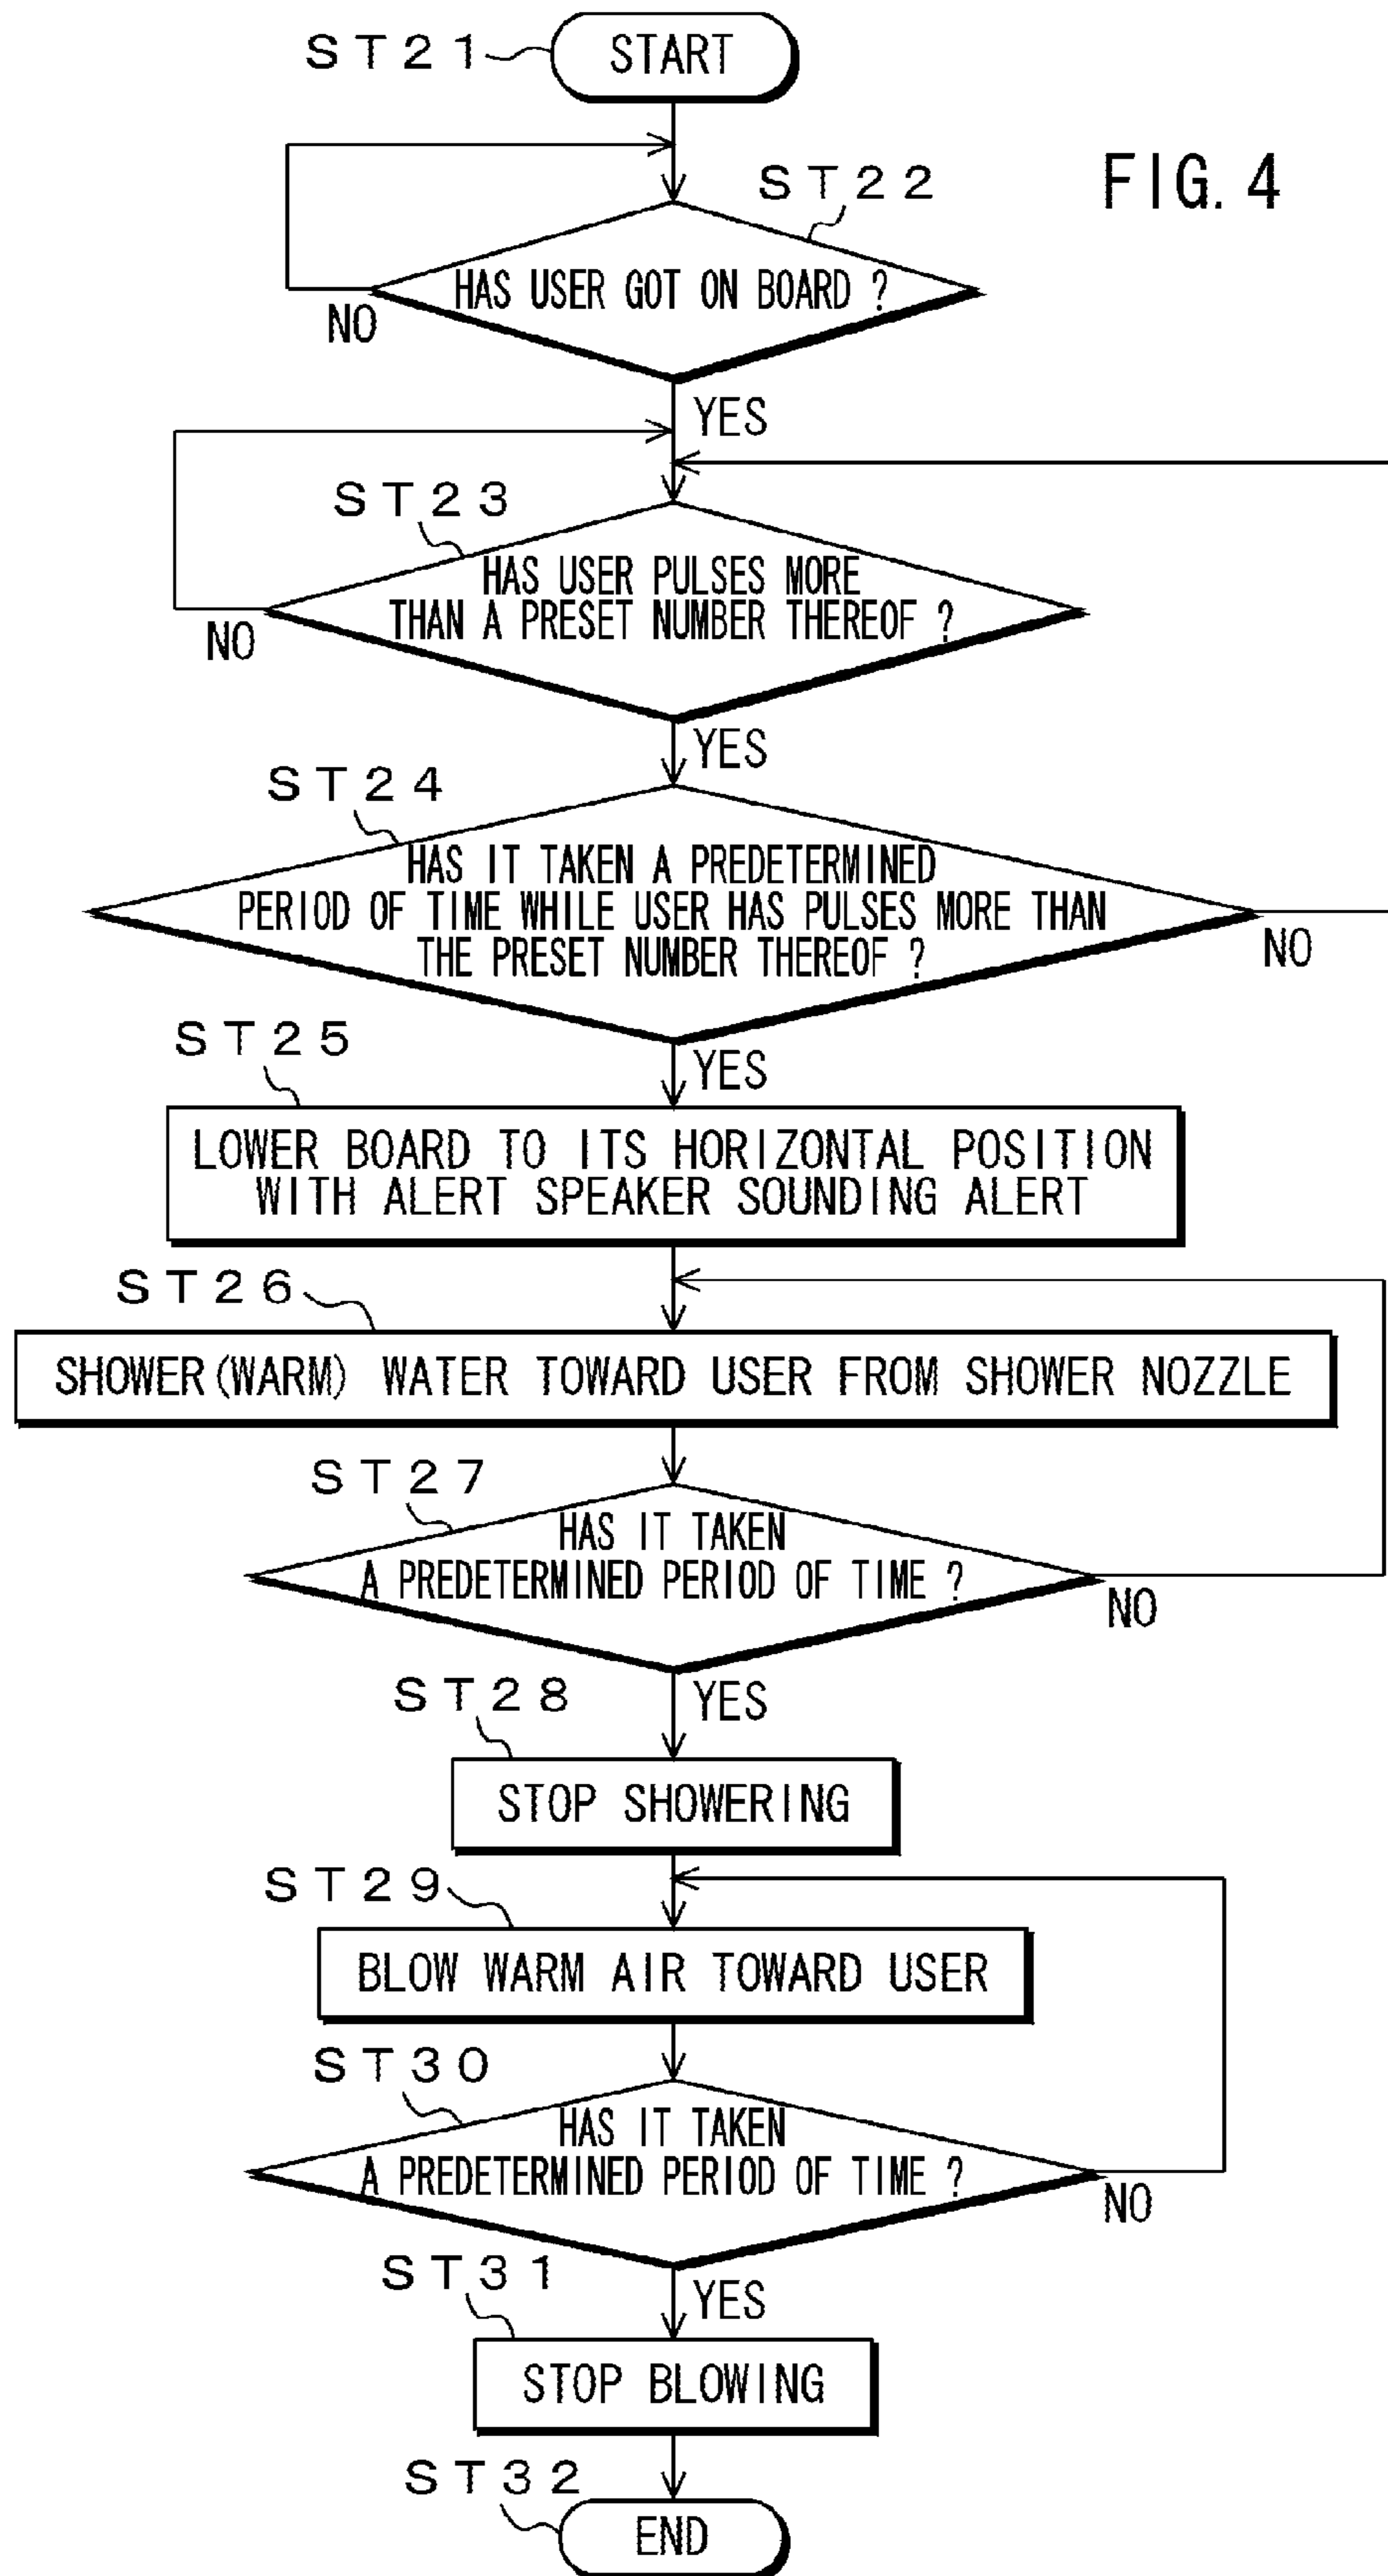 ST21
START
FIG. 4
ST22
HAS USER GOT ON BOARD ?
NO
YES
ST23
HAS USER PULSES MORE
THAN A PRESET NUMBER THEREOF ?
NO
YES
ST24
HAS IT TAKEN A PREDETERMINED
PERIOD OF TIME WHILE USER HAS PULSES MORE THAN
THE PRESET NUMBER THEREOF ?
NO
YES
ST25
LOWER BOARD TO ITS HORIZONTAL POSITION
WITH ALERT SPEAKER SOUNDING ALERT
ST26
SHOWER(WARM) WATER TOWARD USER FROM SHOWER NOZZLE
ST27
HAS IT TAKEN
A PREDETERMINED PERIOD OF TIME ?
NO
YES
ST28
STOP SHOWERING
ST29
BLOW WARM AIR TOWARD USER
ST30
HAS IT TAKEN
A PREDETERMINED PERIOD OF TIME ?
NO
YES
ST31
STOP BLOWING
ST32
END